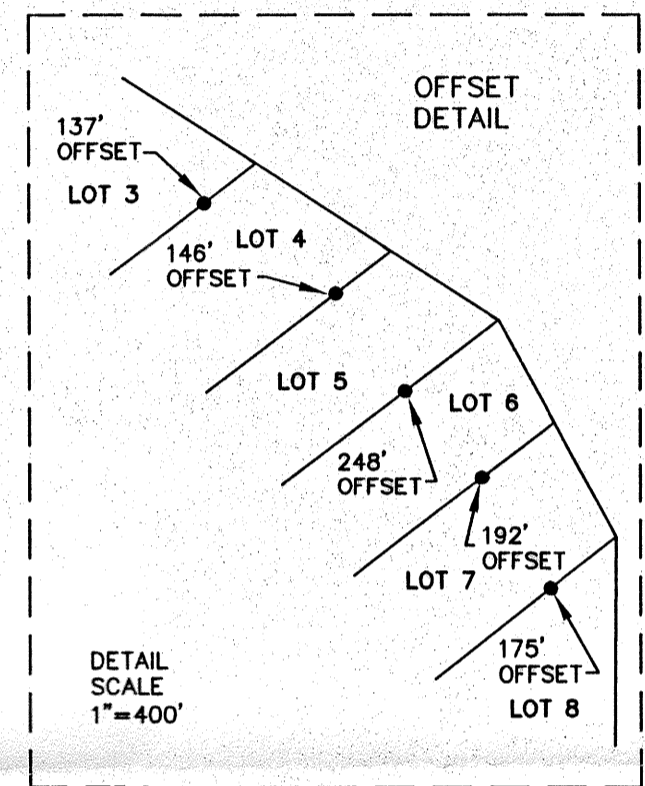 OFFSET
DETAIL
137'
OFFSET
LOT 3
LOT 4
146'
OFFSET
LOT 5
LOT 6
248'
OFFSET
192'
OFFSET
LOT 7
175'
OFFSET
LOT 8
DETAIL
SCALE
1"=400'